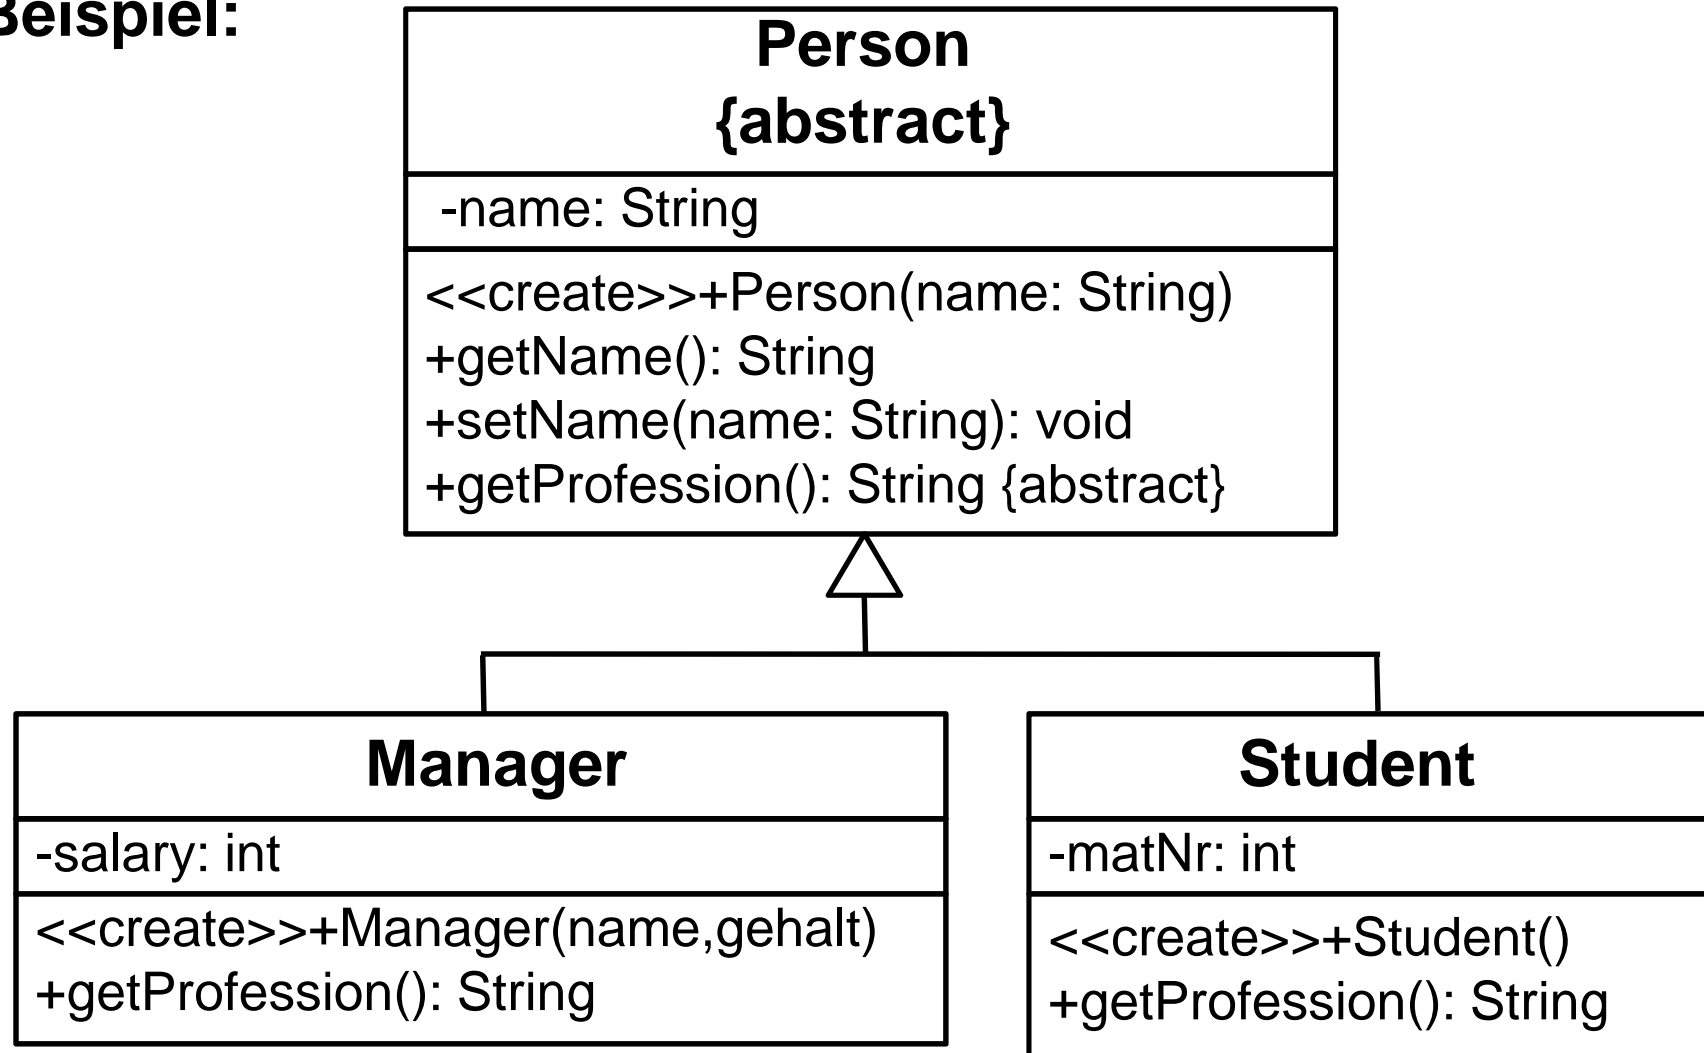 Beispiel:
Person
{abstract}
-name: String
<<create>>+Person(name: String)
+getName(): String
+setName(name: String): void
+getProfession(): String {abstract}
Manager
-salary: int
<<create>>+Manager(name,gehalt)
+getProfession(): String
Student
-matNr: int
<<create>>+Student()
+getProfession(): String